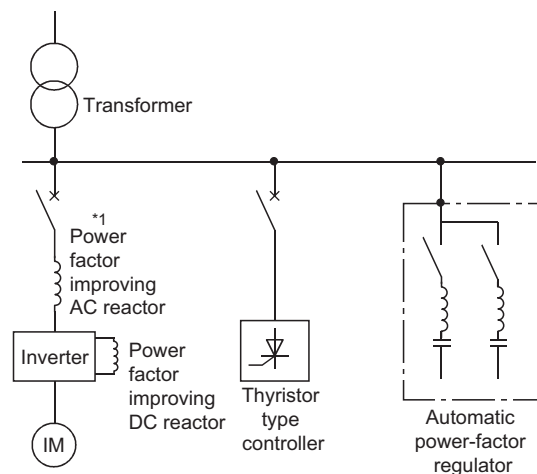 Transformer
*1
Power
factor
improving
AC reactor
Inverter
Power
factor
improving
DC reactor
IM
Thyristor
type
controller
Automatic
power-factor
regulator